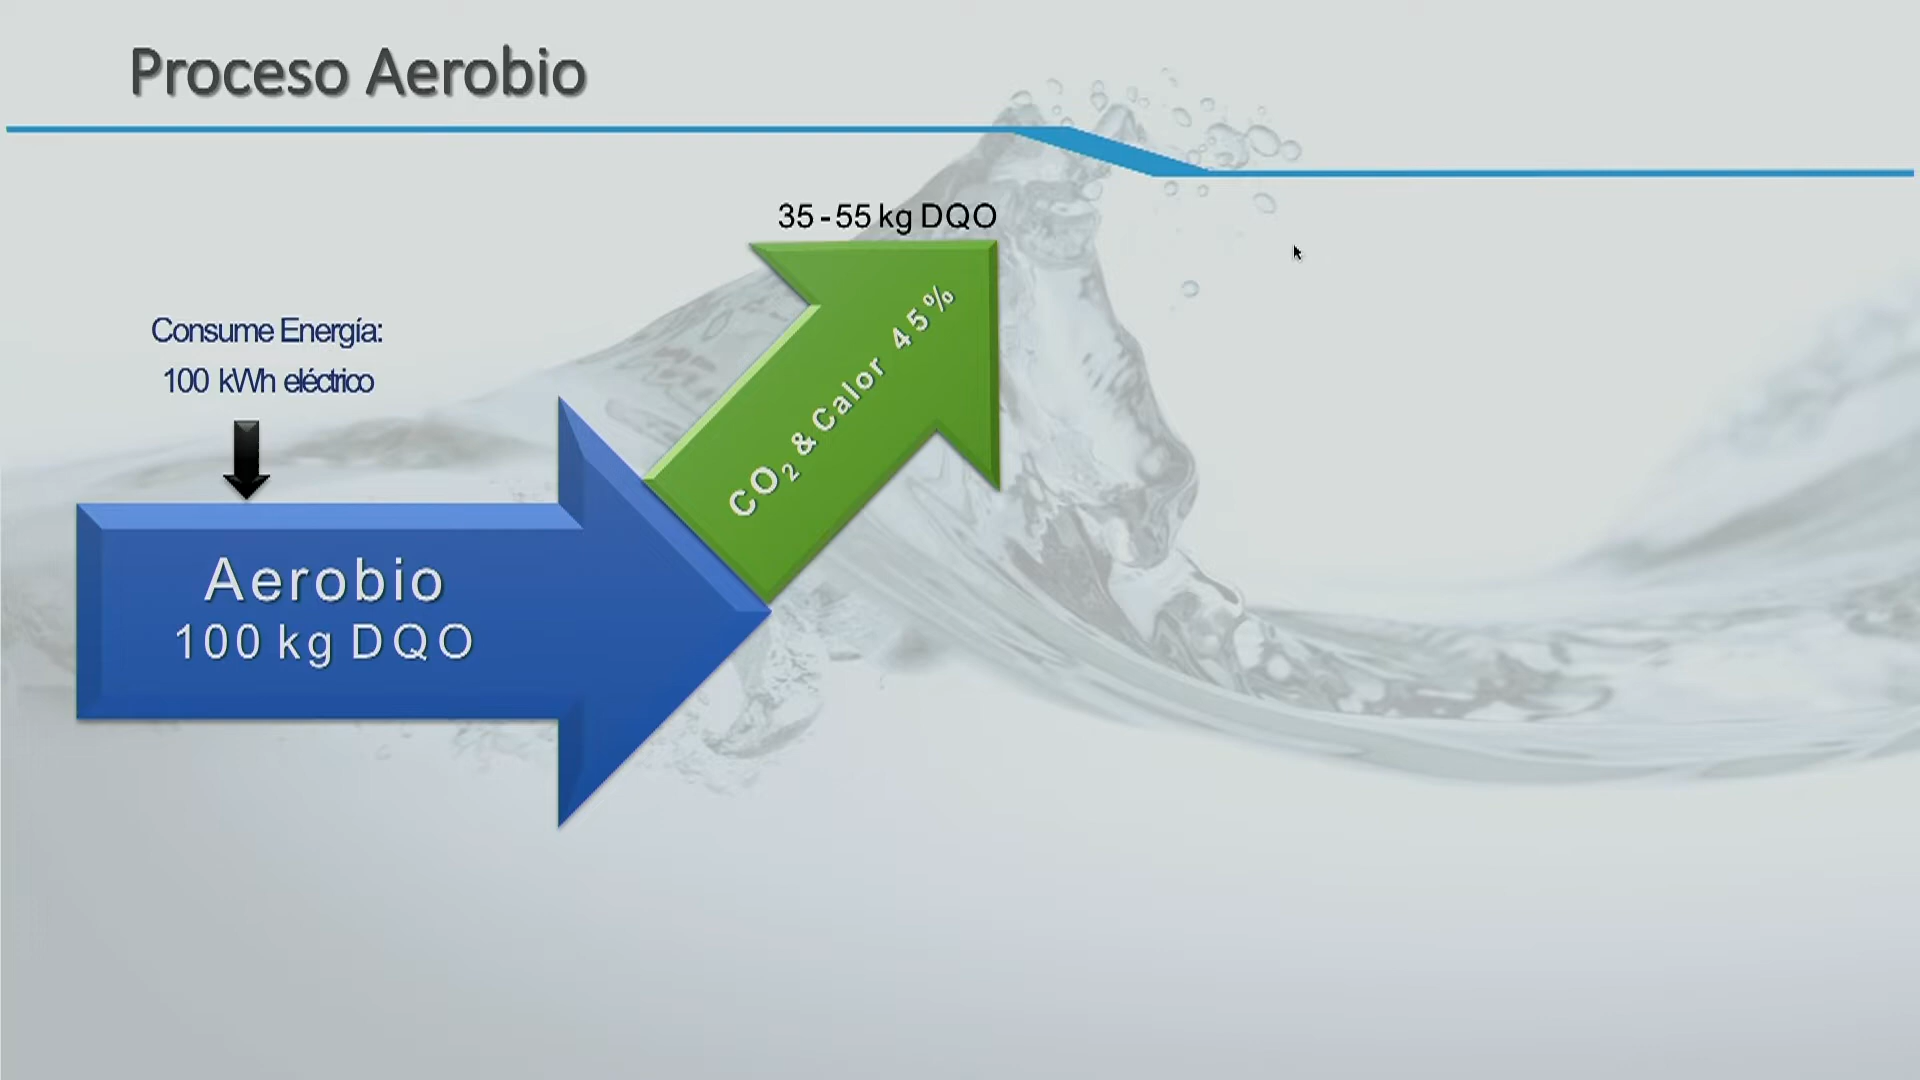 Proceso Aerobio
35-55 kg DQO
Consume Energía:
100 kWh eléctrico
CO₂ & Calor 45%
Aerobio
100 kg DQO